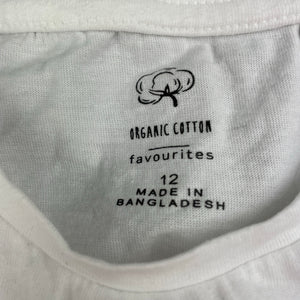 ORGANIC COTTON
favourites
12
MADE IN
BANGLADESH